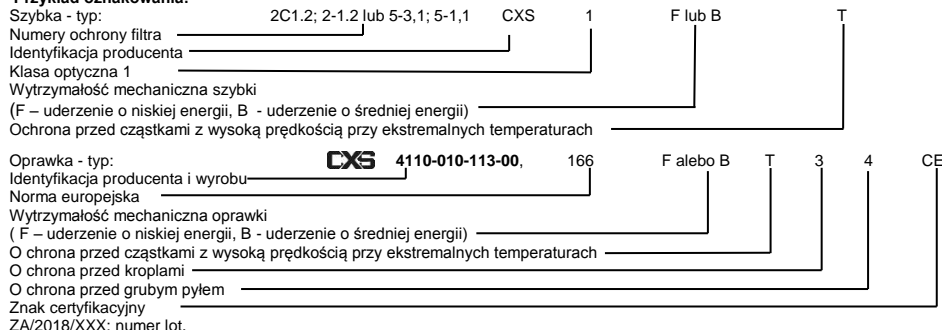 Przykład oznakowania:
Szybka - typ: 2C1.2; 2-1.2 lub 5-3,1; 5-1,1 CXS 1 F lub B T
Numery ochrony filtra
Identyfikacja producenta
Klasa optyczna 1
Wytrzymałość mechaniczna szybki
(F – uderzenie o niskiej energii, B - uderzenie o średniej energii)
Ochrona przed cząstkami z wysoką prędkością przy ekstremalnych temperaturach
Oprawka - typ: CXS 4110-010-113-00, 166 F alebo B T 3 4 CE
Identyfikacja producenta i wyrobu
Norma europejska
Wytrzymałość mechaniczna oprawki
( F – uderzenie o niskiej energii, B - uderzenie o średniej energii)
O chrona przed cząstkami z wysoką prędkością przy ekstremalnych temperaturach
O chrona przed kroplami
O chrona przed grubym pyłem
Znak certyfikacyjny
ZA/2018/XXX: numer lot.